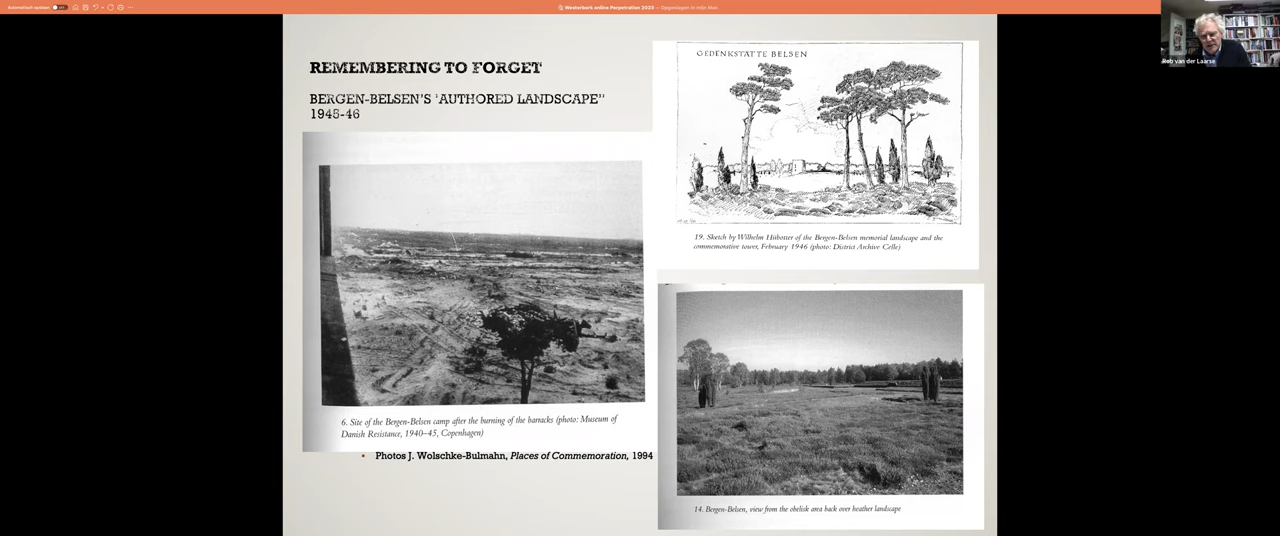 Automatisch opslaan
Westerbork online Perpetration 2023 — Opgeslagen in mijn Mac
Rob van der Laarse
REMEMBERING TO FORGET
BERGEN-BELSEN'S 'AUTHORED LANDSCAPE"
1945-46
GEDENKSTÄTTE BELSEN
19. Sketch by Wilhelm Hübotter of the Bergen-Belsen memorial landscape and the
commemorative tower, February 1946 (photo: District Archive Celle)
6. Site of the Bergen-Belsen camp after the burning of the barracks (photo: Museum of
Danish Resistance, 1940–45, Copenhagen)
• Photos J. Wolschke-Bulmahn, Places of Commemoration, 1994
14. Bergen-Belsen, view from the obelisk area back over heather landscape